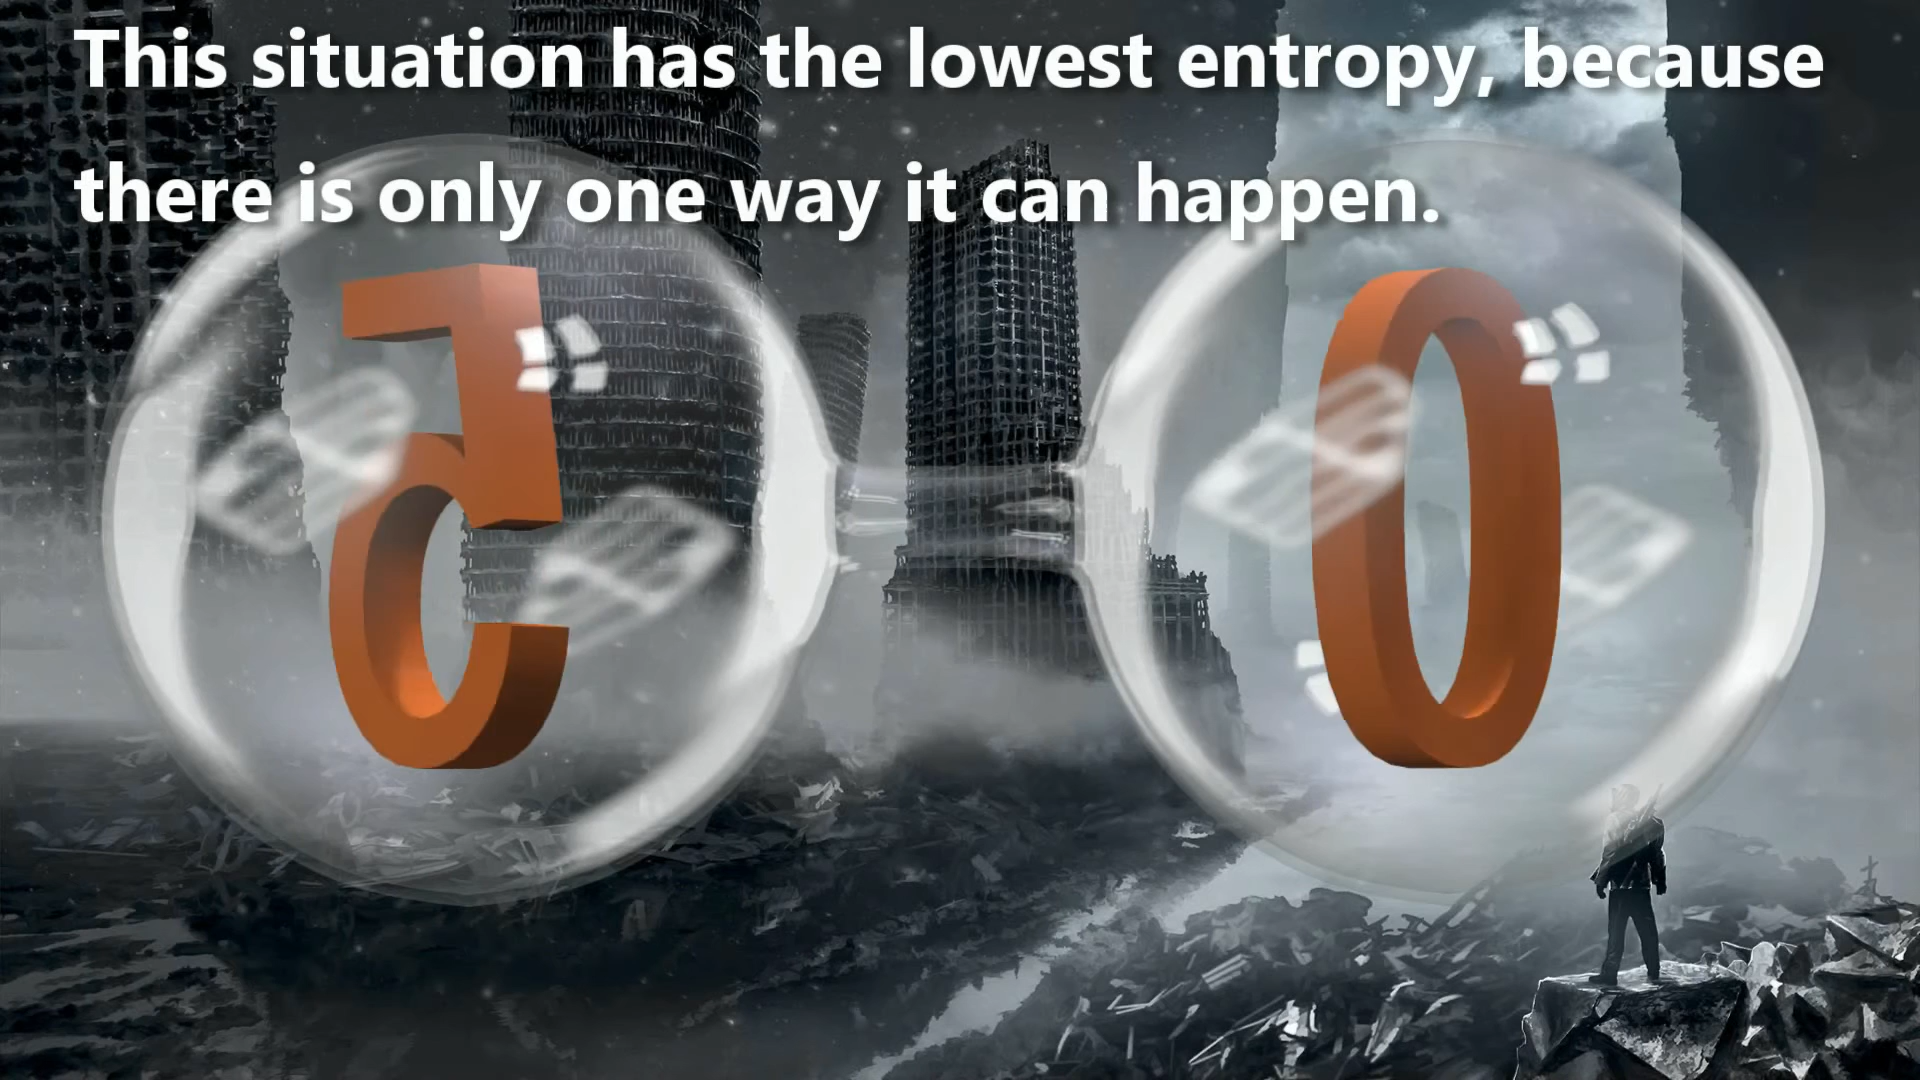 This situation has the lowest entropy, because
there is only one way it can happen.
5 0